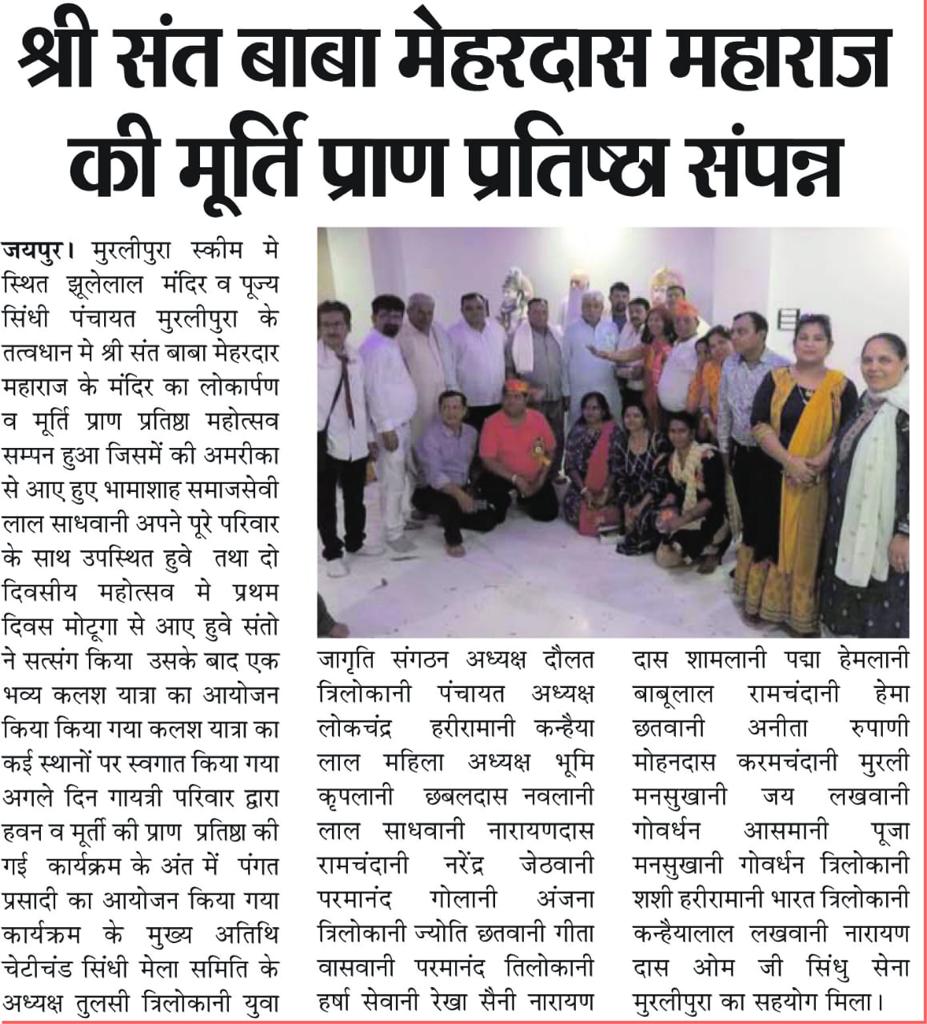 श्री संत बाबा मेहरदास महाराज
की मूर्ति प्राण प्रतिष्ठा संपन्न
जयपुर। मुरलीपुरा स्कीम मे
स्थित झूलेलाल मंदिर व पूज्य
सिंधी पंचायत मुरलीपुरा के
तत्वधान मे श्री संत बाबा मेहरदार
महाराज के मंदिर का लोकार्पण
व मूर्ति प्राण प्रतिष्ठा महोत्सव
सम्पन हुआ जिसमें की अमरीका
से आए हुए भामाशाह समाजसेवी
लाल साधवानी अपने पूरे परिवार
के साथ उपस्थित हुवे तथा दो
दिवसीय महोत्सव मे प्रथम
दिवस मोटूगा से आए हुवे संतो
ने सत्संग किया उसके बाद एक
भव्य कलश यात्रा का आयोजन
किया किया गया कलश यात्रा का
कई स्थानों पर स्वगात किया गया
अगले दिन गायत्री परिवार द्वारा
हवन व मूर्ती की प्राण प्रतिष्ठा की
गई कार्यक्रम के अंत में पंगत
प्रसादी का आयोजन किया गया
कार्यक्रम के मुख्य अतिथि
चेटीचंड सिंधी मेला समिति के
अध्यक्ष तुलसी त्रिलोकानी युवा
जागृति संगठन अध्यक्ष दौलत
त्रिलोकानी पंचायत अध्यक्ष
लोकचंद्र हरीरामानी कन्हैया
लाल महिला अध्यक्ष भूमि
कृपलानी छबलदास नवलानी
लाल साधवानी नारायणदास
रामचंदानी नरेंद्र जेठवानी
परमानंद गोलानी अंजना
त्रिलोकानी ज्योति छतवानी गीता
वासवानी परमानंद तिलोकानी
हर्षा सेवानी रेखा सैनी नारायण
दास शामलानी पद्मा हेमलानी
बाबूलाल रामचंदानी हेमा
छतवानी अनीता रुपाणी
मोहनदास करमचंदानी मुरली
मनसुखानी जय लखवानी
गोवर्धन आसमानी पूजा
मनसुखानी गोवर्धन त्रिलोकानी
शशी हरीरामानी भारत त्रिलोकानी
कन्हैयालाल लखवानी नारायण
दास ओम जी सिंधु सेना
मुरलीपुरा का सहयोग मिला।